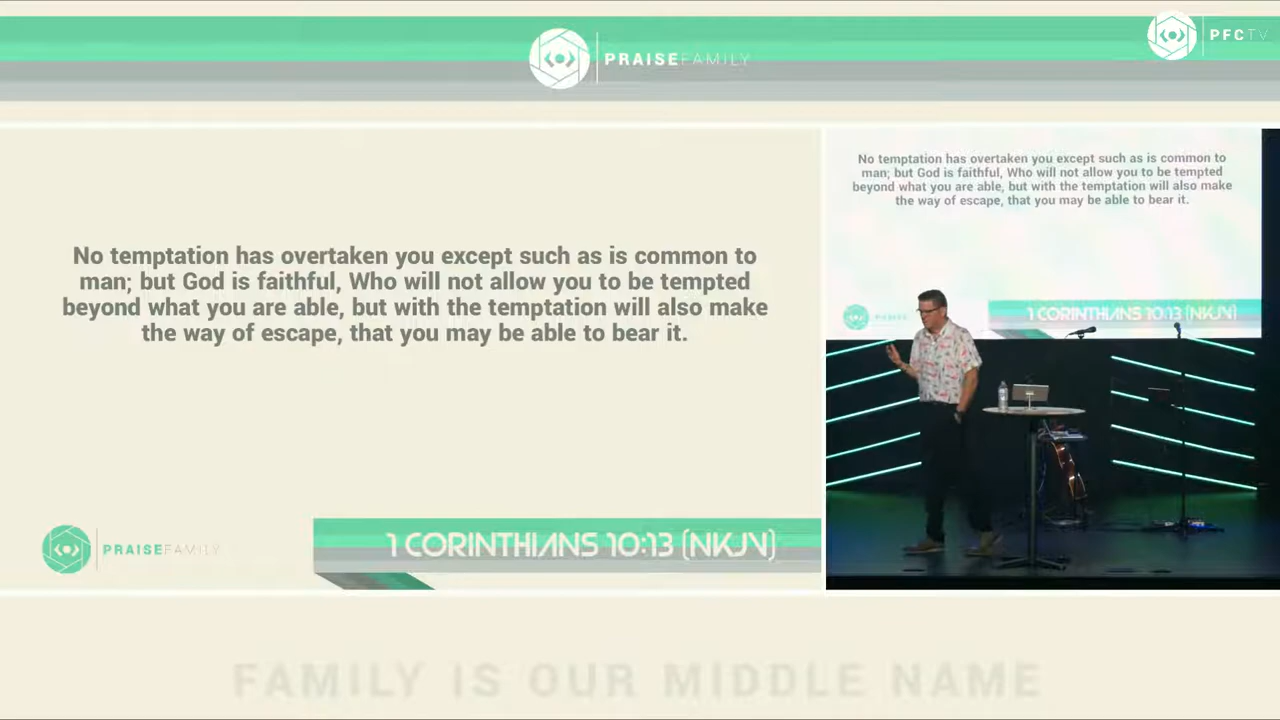 PRAISEFAMILY
PFCTV
No temptation has overtaken you except such as is common to
man; but God is faithful, Who will not allow you to be tempted
beyond what you are able, but with the temptation will also make
the way of escape, that you may be able to bear it.
PRAISEFAMILY
1 CORINTHIANS 10:13 (NKJV)
No temptation has overtaken you except such as is common to
man; but God is faithful, Who will not allow you to be tempted
beyond what you are able, but with the temptation will also make
the way of escape, that you may be able to bear it.
PRAISE
1 CORINTHIANS 10:13 (NKJV)
FAMILY IS OUR MIDDLE NAME